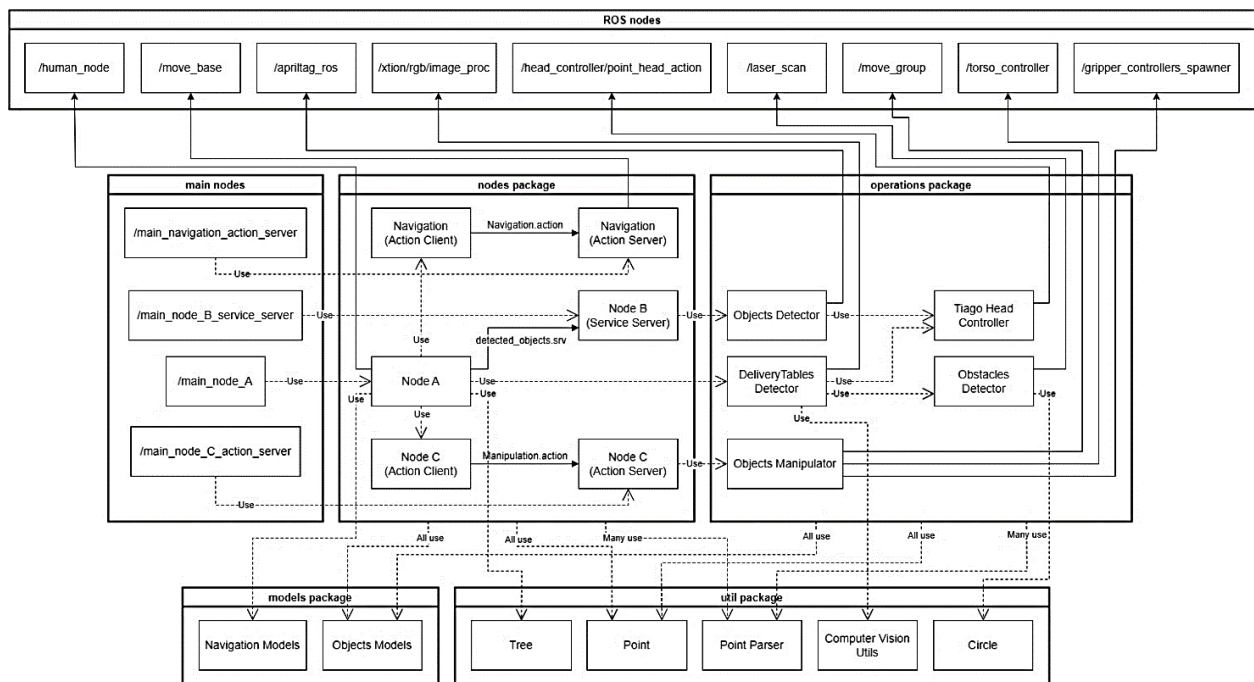 ROS nodes
/human_node
/move_base
/apriltag_ros
/xtion/rgb/image_proc
/head_controller/point_head_action
/laser_scan
/move_group
/torso_controller
/gripper_controllers_spawner
main nodes
/main_navigation_action_server
/main_node_B_service_server
/main_node_A
/main_node_C_action_server
nodes package
Navigation
(Action Client)
Navigation.action
Navigation
(Action Server)
Use
Use
Node B
(Service Server)
Use
detected_objects.srv
Use
Use
Node A
Use
Use
Use
Use
Node C
(Action Client)
Manipulation.action
Node C
(Action Server)
Use
Use
operations package
Objects Detector
Use
Tiago Head
Controller
DeliveryTables
Detector
Use
Use
Obstacles
Detector
Use
Use
Objects Manipulator
All use
All use
Many use
All use
All use
Many use
models package
Navigation Models
Objects Models
util package
Tree
Point
Point Parser
Computer Vision
Utils
Circle